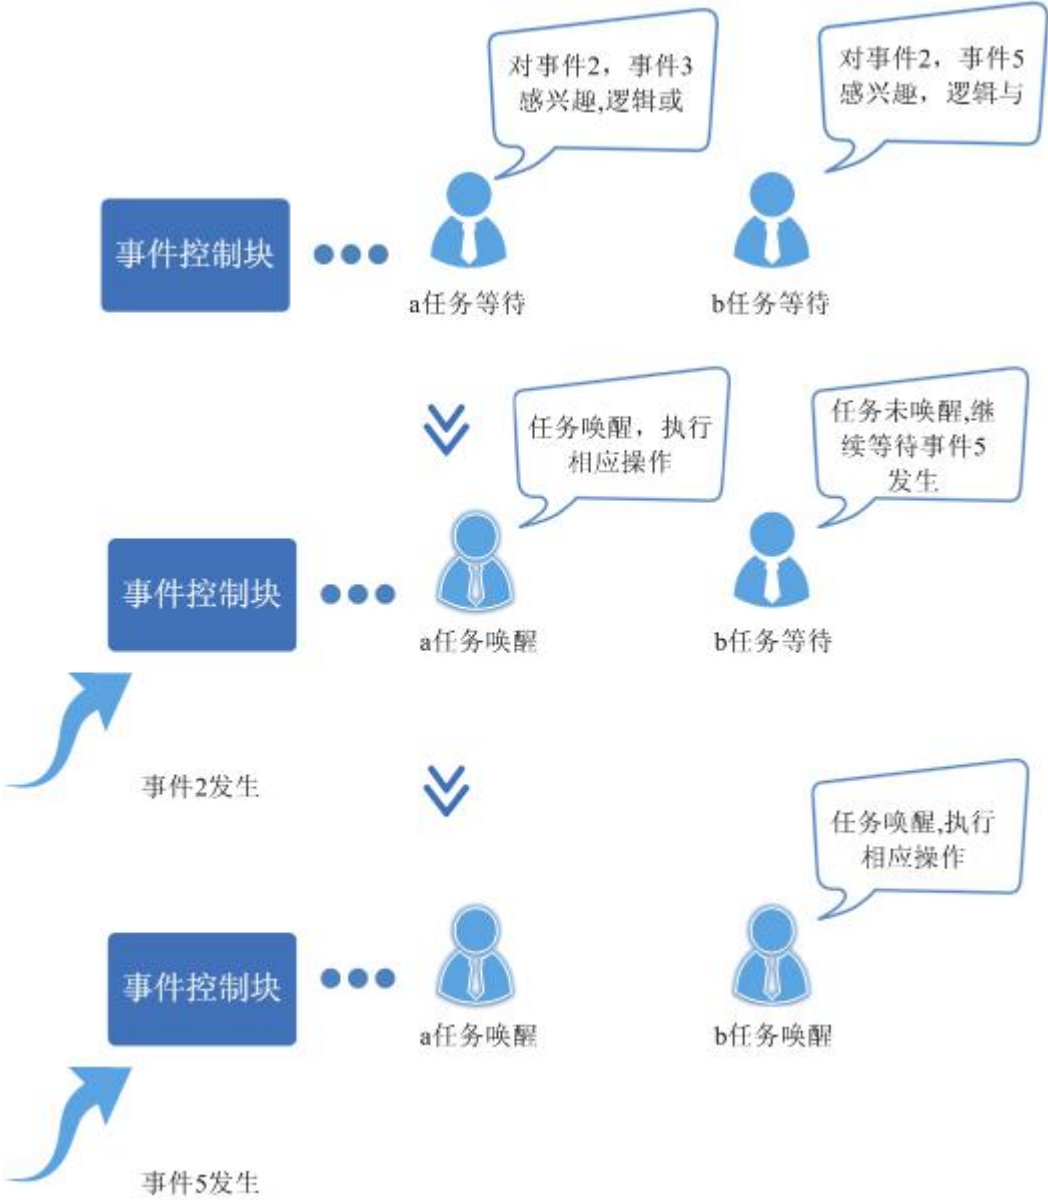 对事件2，事件3
感兴趣,逻辑或
对事件2，事件5
感兴趣，逻辑与
事件控制块
a任务等待
b任务等待
任务唤醒，执行
相应操作
任务未唤醒,继
续等待事件5
发生
事件控制块
a任务唤醒
b任务等待
事件2发生
任务唤醒,执行
相应操作
事件控制块
a任务唤醒
b任务唤醒
事件5发生